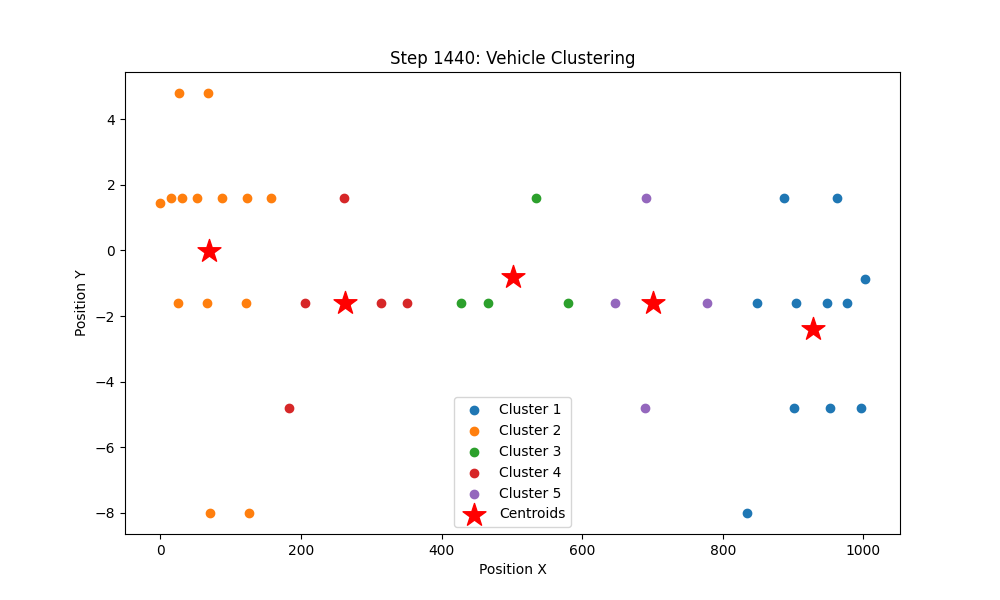 Step 1440: Vehicle Clustering
Position Y
4
2
0
−2
−4
−6
−8
Cluster 1
Cluster 2
Cluster 3
Cluster 4
Cluster 5
Centroids
0 200 400 600 800 1000
Position X